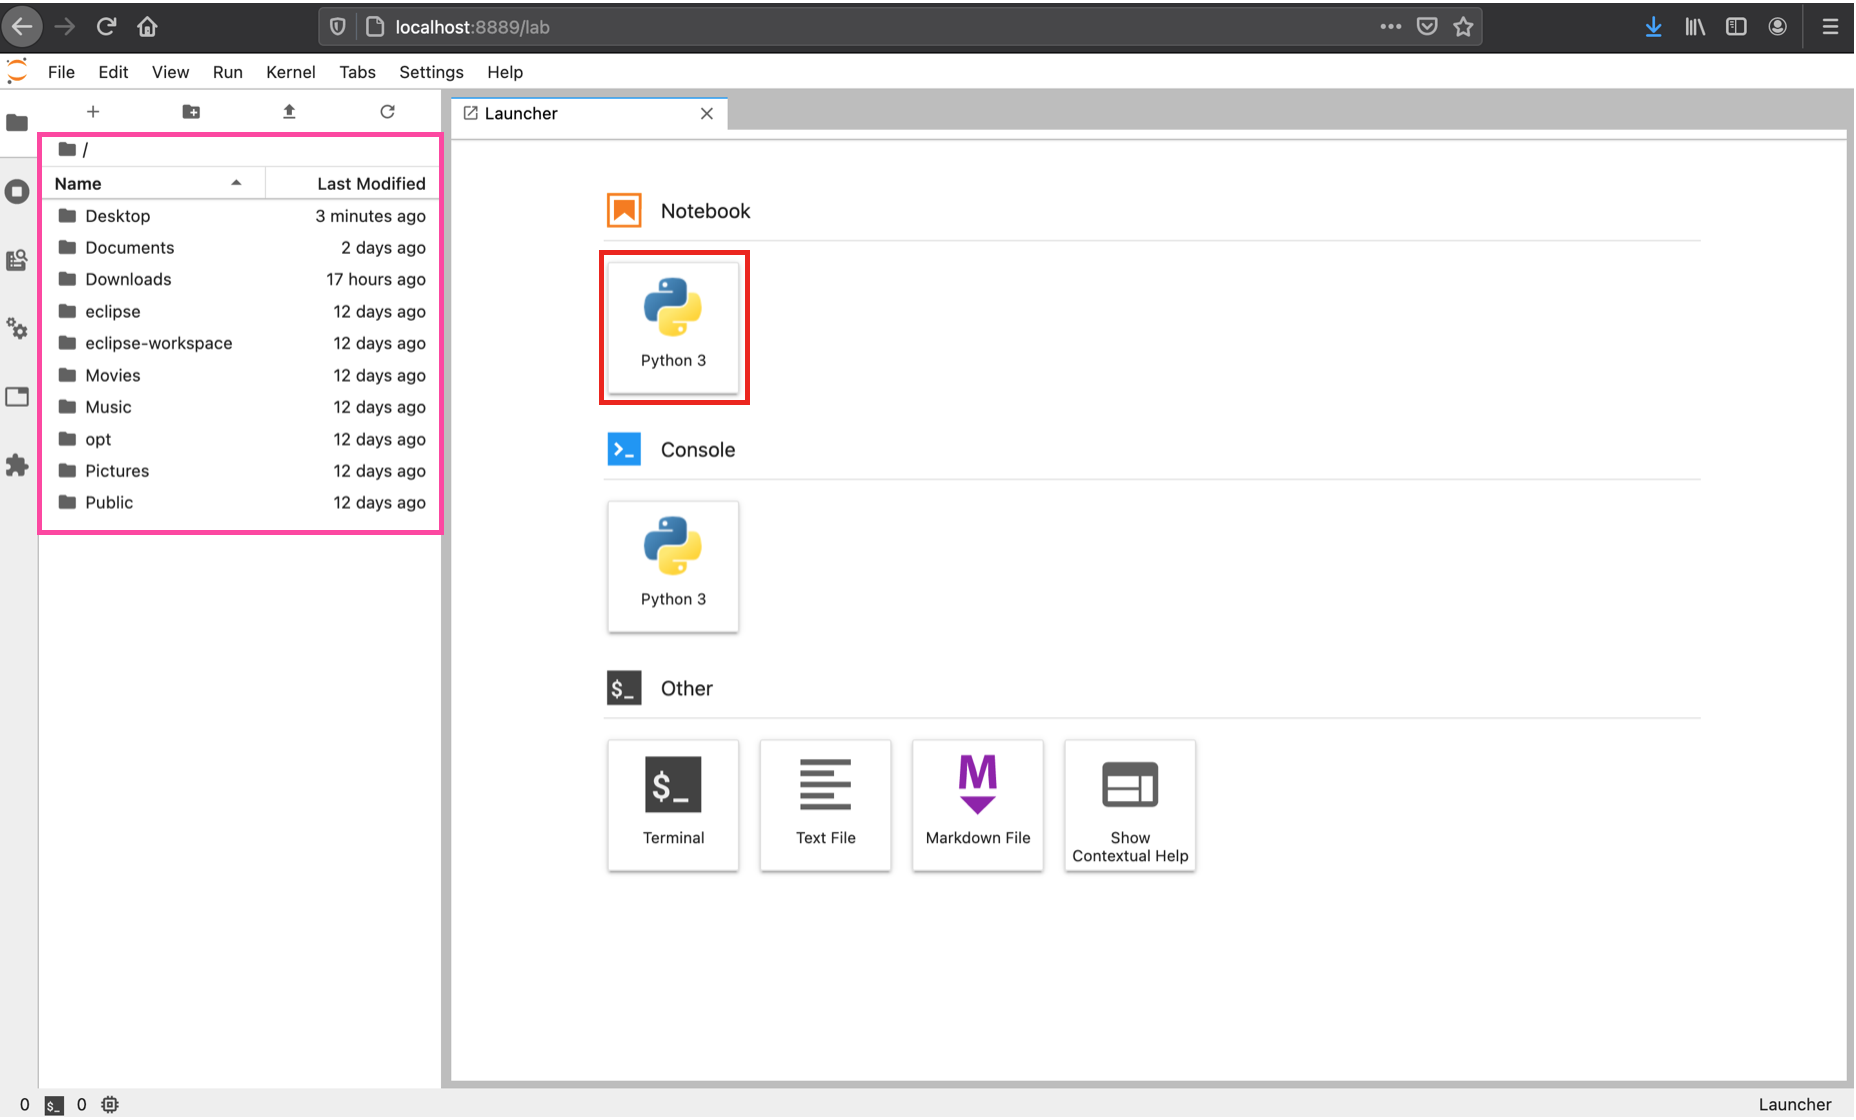 localhost:8889/lab
File Edit View Run Kernel Tabs Settings Help
Launcher
/
Name Last Modified
Desktop 3 minutes ago
Documents 2 days ago
Downloads 17 hours ago
eclipse 12 days ago
eclipse-workspace 12 days ago
Movies 12 days ago
Music 12 days ago
opt 12 days ago
Pictures 12 days ago
Public 12 days ago
Notebook
Python 3
Console
Python 3
$_ Other
$_
Terminal
Text File
M
Markdown File
Show
Contextual Help
0 $_ 0 Launcher